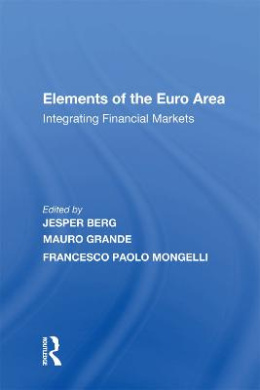 Elements of the Euro Area
Integrating Financial Markets
Edited by
JESPER BERG
MAURO GRANDE
FRANCESCO PAOLO MONGELLI
ROUTLEDGE